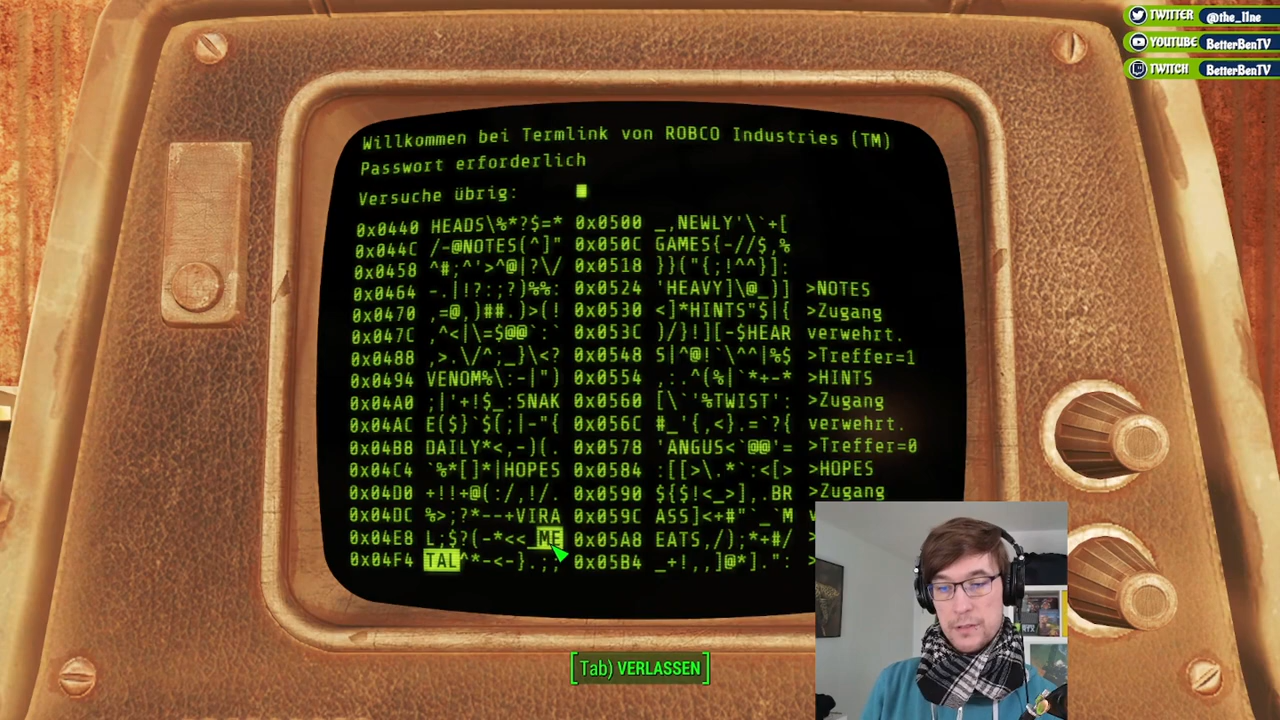 TWITTER @the_l1ne
YOUTUBE BetterBenTV
TWITCH BetterBenTV
Willkommen bei Termlink von ROBCO Industries (TM)
Passwort erforderlich
Versuche übrig:
0x0440 HEADS\%*?$=* 0x0500 _,NEWLY'\`+[
0x044C /-@NOTES(^]" 0x050C GAMES{-//$,%
0x0458 ^#;^'>^@|?\/ 0x0518 }}("{;!^^}]:
0x0464 -.|!?:;?)%%: 0x0524 'HEAVY]\@_)] >NOTES
0x0470 ,=@,)##.)>(! 0x0530 <]*HINTS"$|{ >Zugang
0x047C ,^<|\=$@@`:` 0x053C )/}!][-$HEAR verwehrt.
0x0488 ,>.\/^;_}\<? 0x0548 S|^@!`\^^|%$ >Treffer=1
0x0494 VENOM%\:-|") 0x0554 ,:.^(%|`*+-* >HINTS
0x04A0 ;|'+!$_:SNAK 0x0560 [\`'%TWIST': >Zugang
0x04AC E($}`$(;|-"{ 0x056C #_'{,<}.=`?{ verwehrt.
0x04B8 DAILY*<,-)(. 0x0578 'ANGUS<`@@'= >Treffer=0
0x04C4 `%*[]*|HOPES 0x0584 :[[>\.*`:<[> >HOPES
0x04D0 +!!+@(:/,!/. 0x0590 ${$!<_>],.BR >Zugang
0x04DC %>;?*--+VIRA 0x059C ASS]<+#"`_`M
0x04E8 L;$?(-*<<_ME 0x05A8 EATS,/);*+#/ >
0x04F4 TAL^*-<-}.;; 0x05B4 _+!,,]@*].": >
[Tab) VERLASSEN]